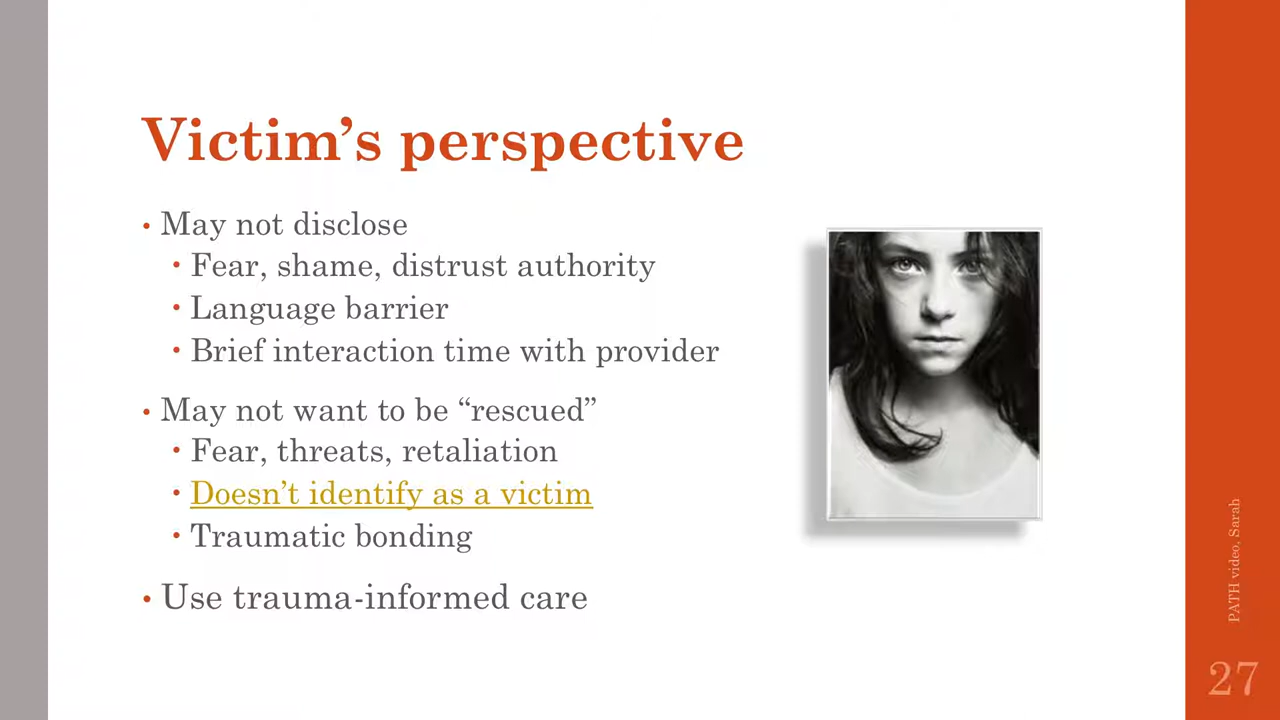 Victim’s perspective
• May not disclose
• Fear, shame, distrust authority
• Language barrier
• Brief interaction time with provider
• May not want to be “rescued”
• Fear, threats, retaliation
• Doesn’t identify as a victim
• Traumatic bonding
• Use trauma-informed care
PATH video, Sarah
27